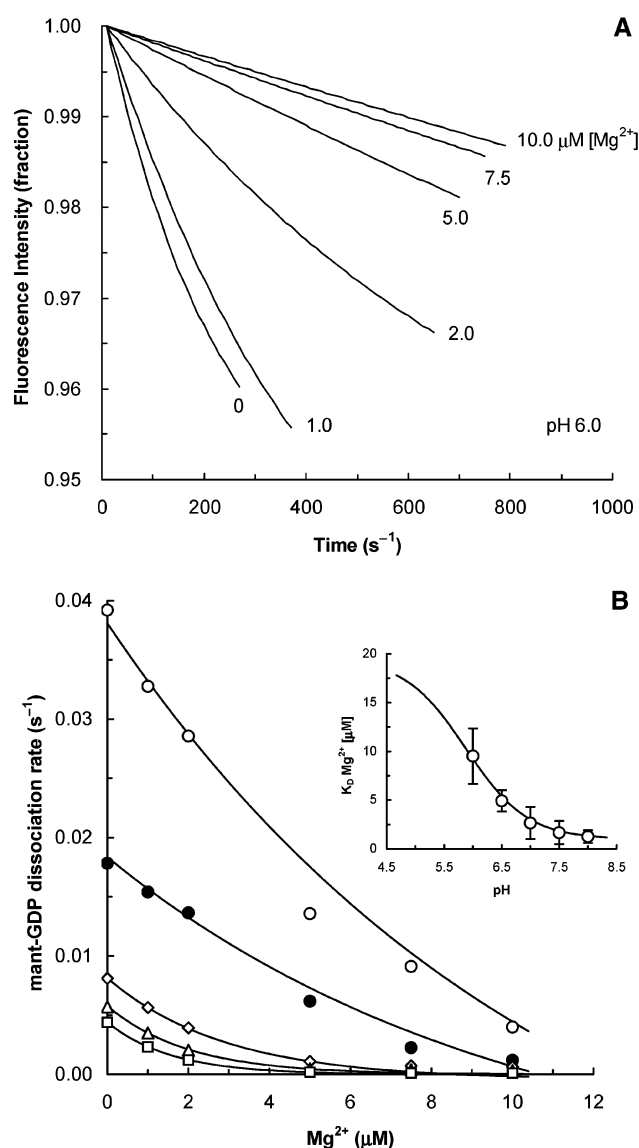 A
1.00
0.99
0.98
0.97
0.96
0.95
Fluorescence Intensity (fraction)
10.0 μM [Mg2+]
7.5
5.0
2.0
1.0
0
pH 6.0
0 200 400 600 800 1000
Time (s−1)
B
0.04
0.03
0.02
0.01
0.00
mant-GDP dissociation rate (s−1)
20
15
10
5
0
KD Mg2+ [μM]
4.5 5.5 6.5 7.5 8.5
pH
0 2 4 6 8 10 12
Mg2+ (μM)